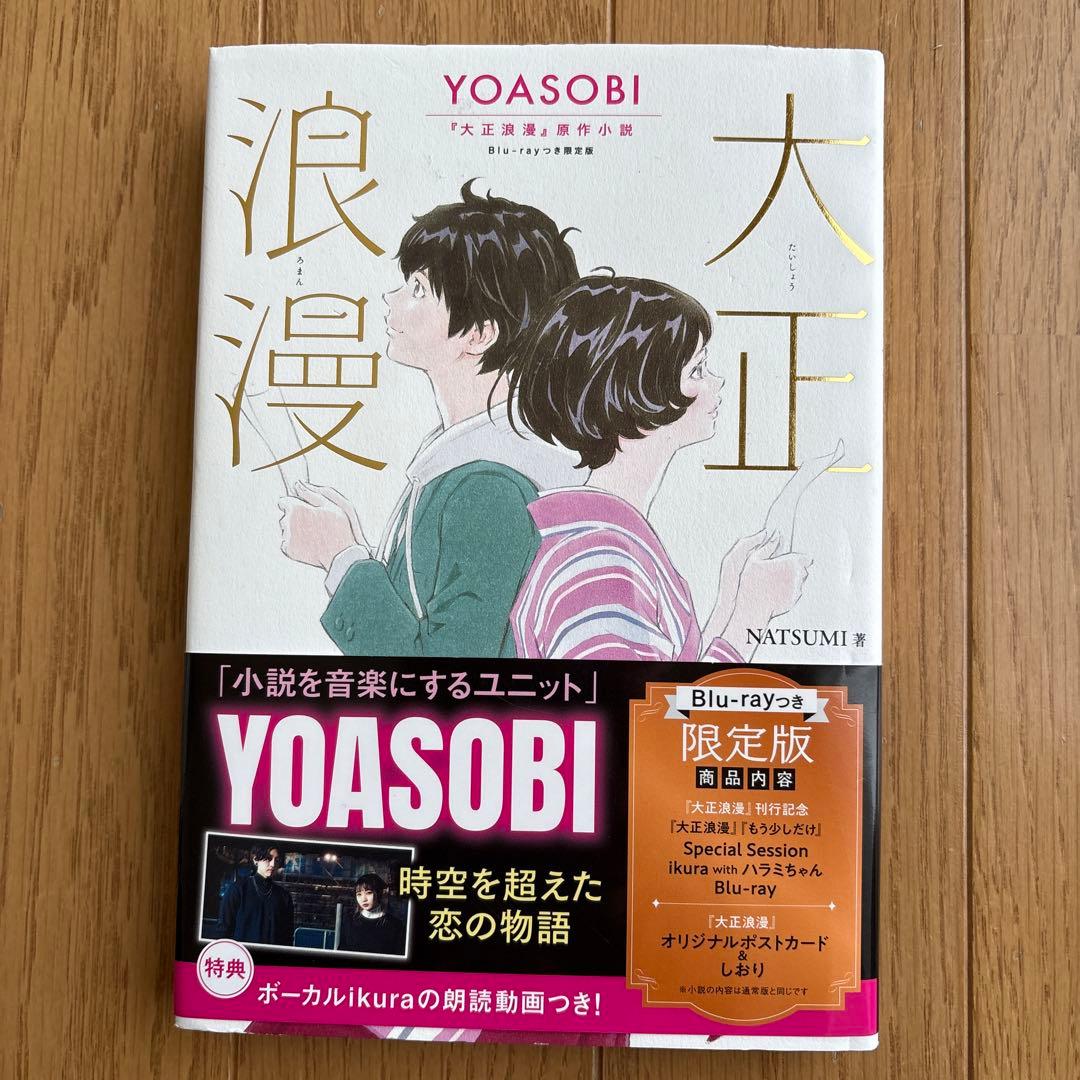 YOASOBI
『大正浪漫』原作小説
Blu-rayつき限定版
大正
たいしょう
浪漫
ろまん
NATSUMI 著
「小説を音楽にするユニット」
YOASOBI
時空を超えた
恋の物語
特典
ボーカルikuraの朗読動画つき!
Blu-rayつき
限定版
商品内容
『大正浪漫』刊行記念
『大正浪漫』『もう少しだけ』
Special Session
ikura with ハラミちゃん
Blu-ray
『大正浪漫』
オリジナルポストカード
&
しおり
※小説の内容は通常版と同じです